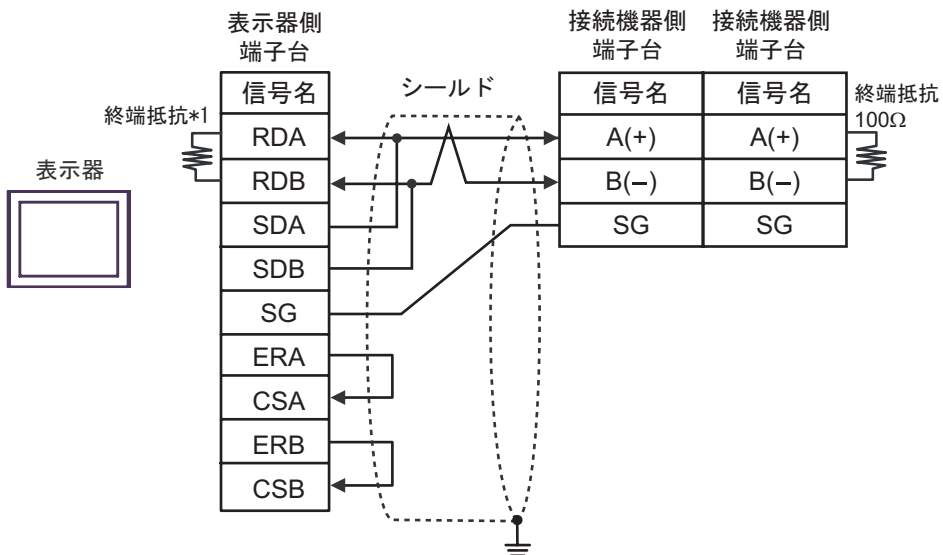 表示器側
端子台
接続機器側
端子台
接続機器側
端子台
信号名
シールド
信号名
信号名
終端抵抗
100Ω
終端抵抗*1
RDA
A(+)
A(+)
表示器
RDB
B(−)
B(−)
SDA
SG
SG
SDB
SG
ERA
CSA
ERB
CSB